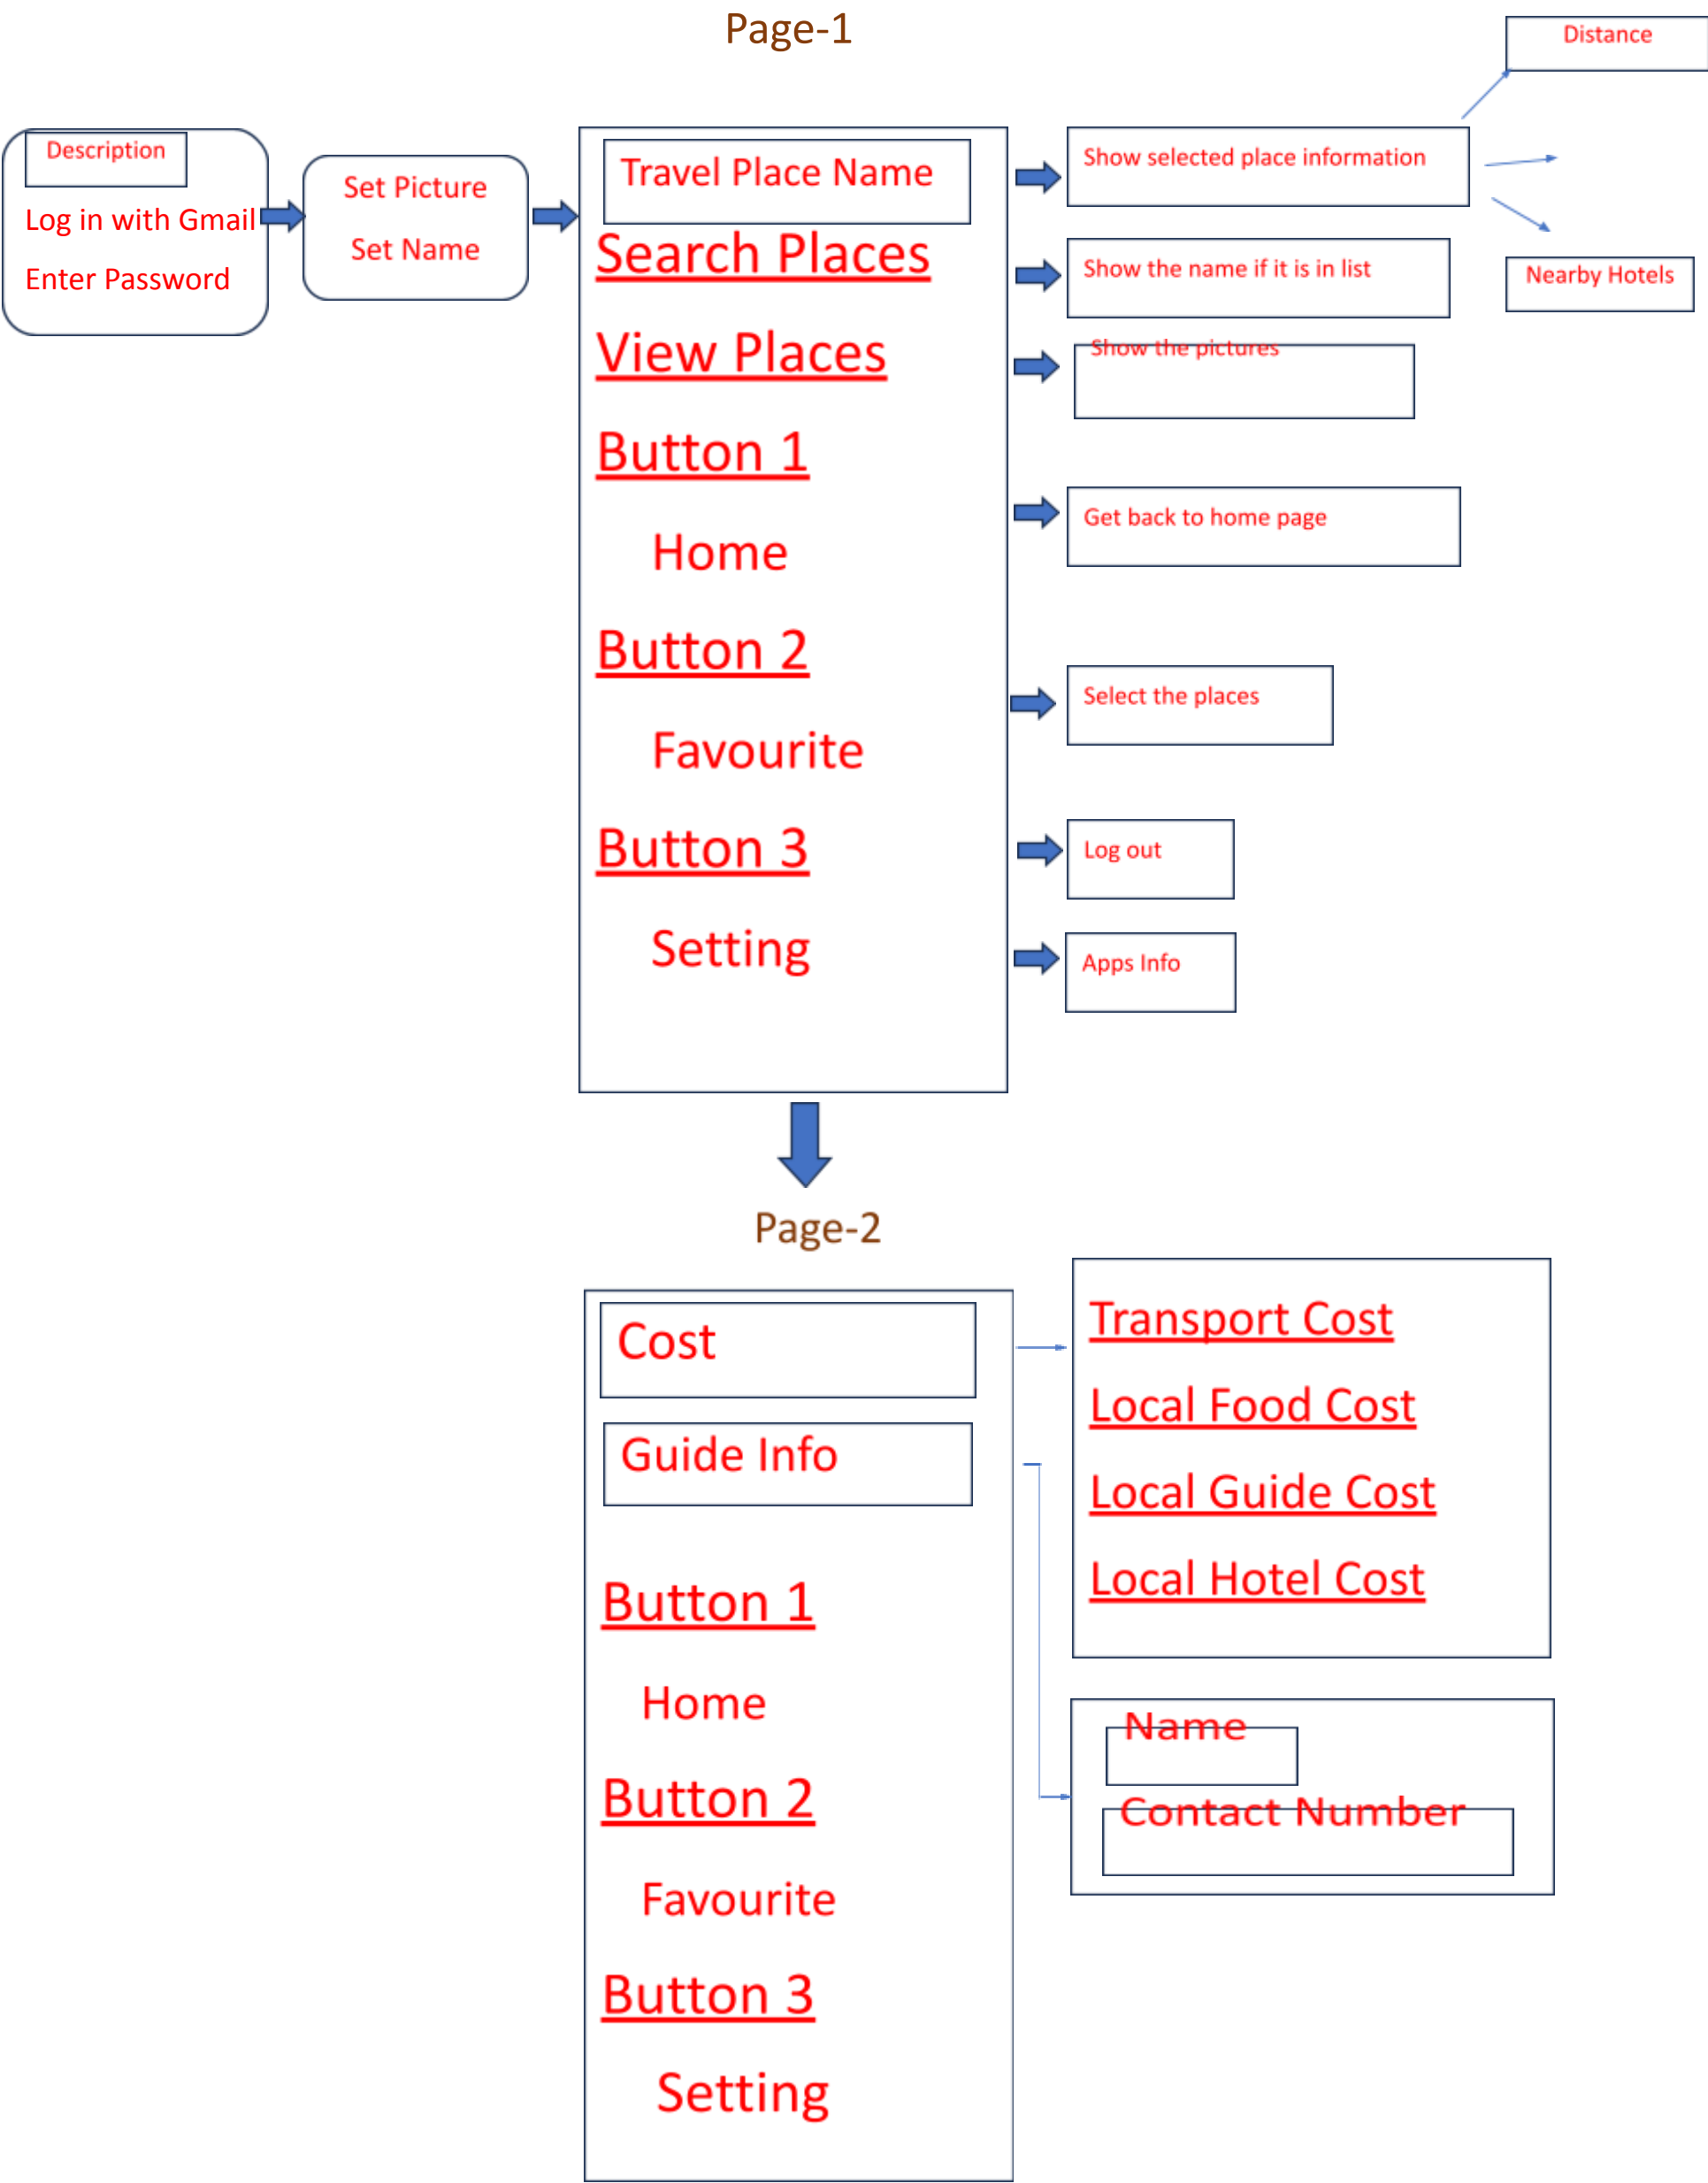 Page-1
Distance
Description
Log in with Gmail
Enter Password
Set Picture
Set Name
Travel Place Name
Search Places
View Places
Button 1
Home
Button 2
Favourite
Button 3
Setting
Show selected place information
Show the name if it is in list
Nearby Hotels
Show the pictures
Get back to home page
Select the places
Log out
Apps Info
Page-2
Cost
Guide Info
Button 1
Home
Button 2
Favourite
Button 3
Setting
Transport Cost
Local Food Cost
Local Guide Cost
Local Hotel Cost
Name
Contact Number